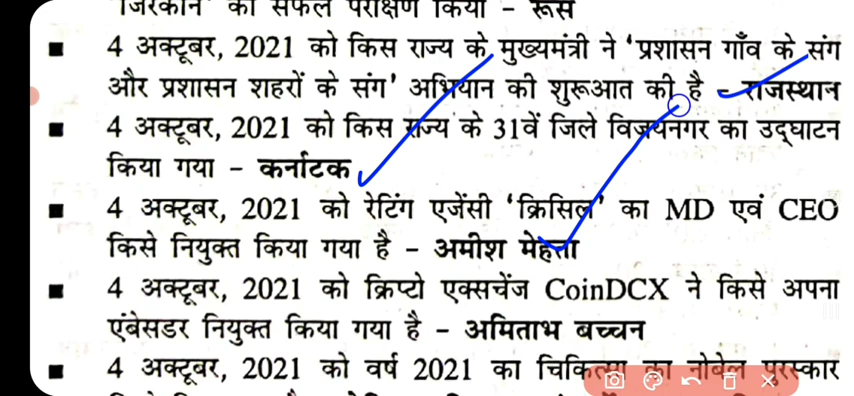 'जिरकॉन' का सफल परीक्षण किया – रूस
■ 4 अक्टूबर, 2021 को किस राज्य के मुख्यमंत्री ने 'प्रशासन गाँव के संग
और प्रशासन शहरों के संग' अभियान की शुरूआत की है – राजस्थान
■ 4 अक्टूबर, 2021 को किस राज्य के 31वें जिले विजयनगर का उद्‌घाटन
किया गया – कर्नाटक
■ 4 अक्टूबर, 2021 को रेटिंग एजेंसी 'क्रिसिल' का MD एवं CEO
किसे नियुक्त किया गया है – अमीश मेहता
■ 4 अक्टूबर, 2021 को क्रिप्टो एक्सचेंज CoinDCX ने किसे अपना
एंबेसडर नियुक्त किया गया है – अमिताभ बच्चन
■ 4 अक्टूबर, 2021 को वर्ष 2021 का चिकित्सा का नोबेल पुरस्कार